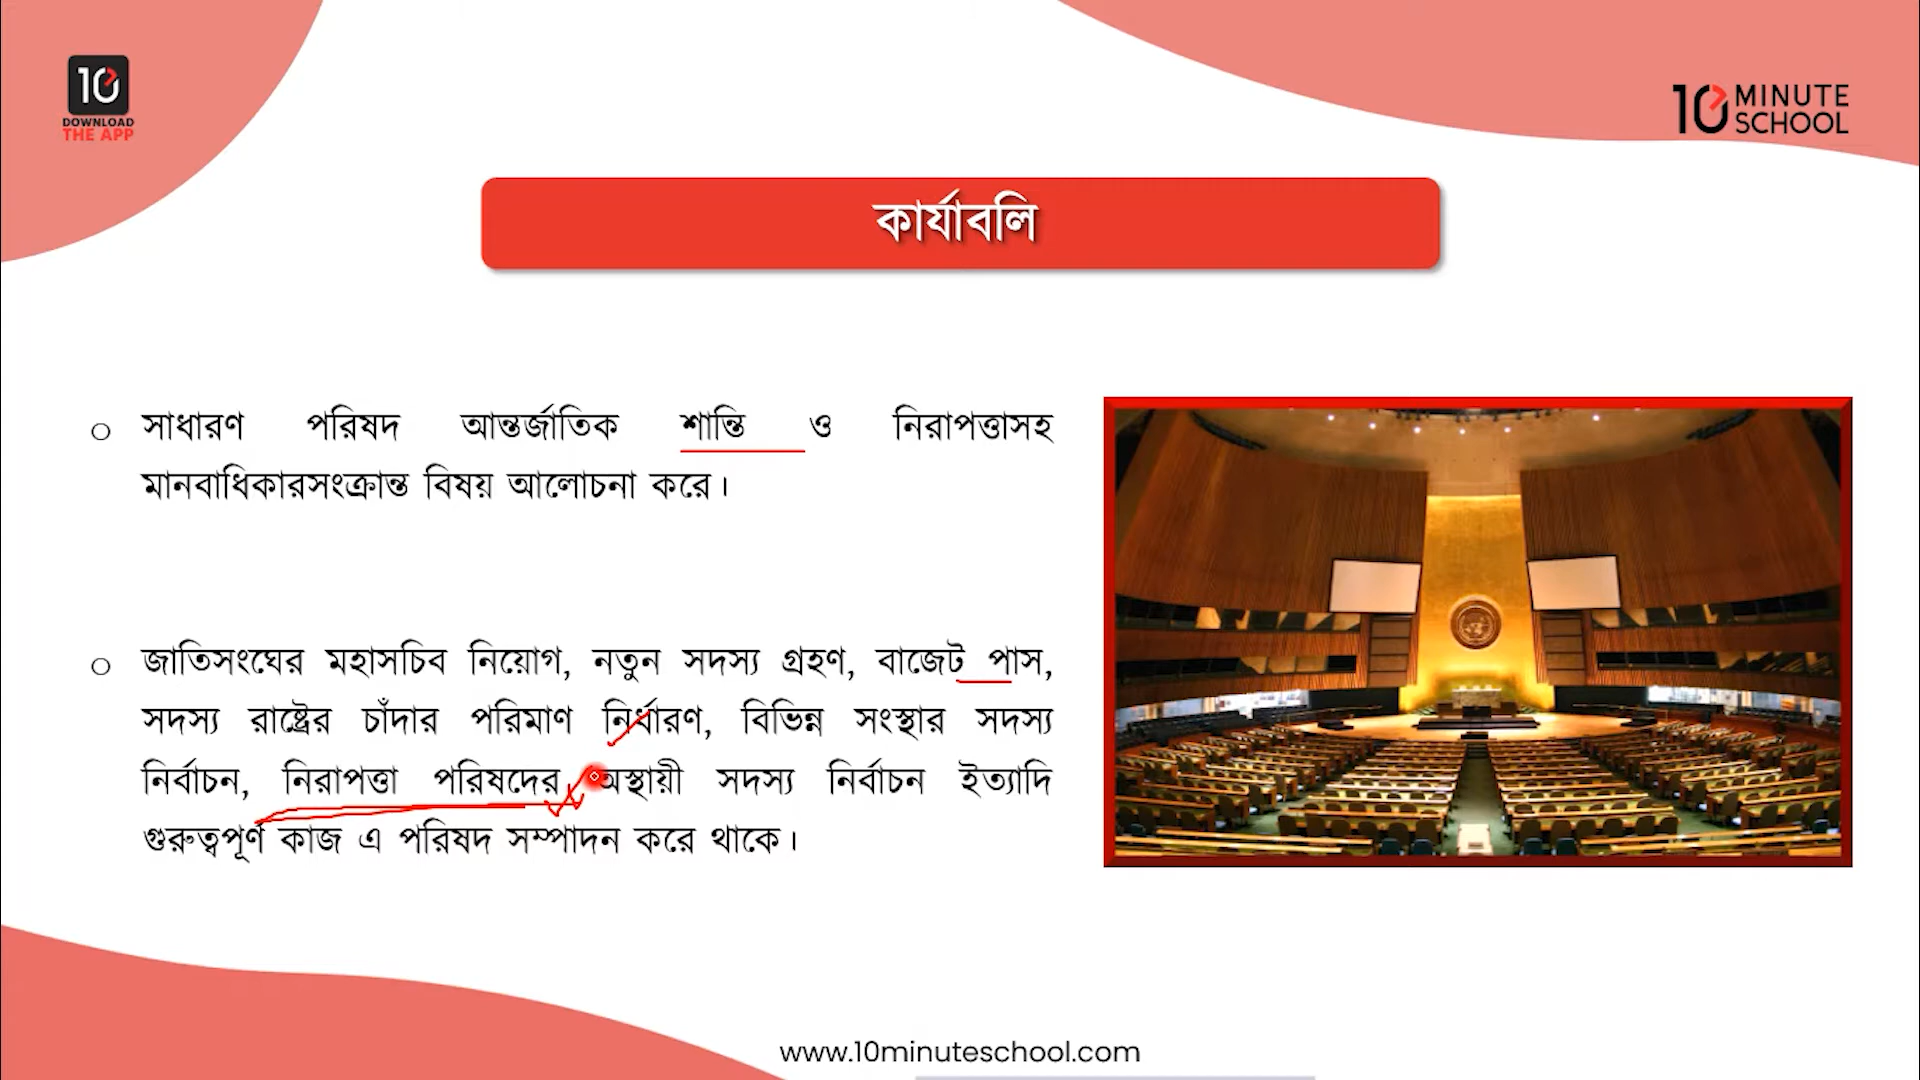 10
DOWNLOAD
THE APP
10 MINUTE
SCHOOL
কার্যাবলি
সাধারণ পরিষদ আন্তর্জাতিক শান্তি ও নিরাপত্তাসহ
মানবাধিকারসংক্রান্ত বিষয় আলোচনা করে।
জাতিসংঘের মহাসচিব নিয়োগ, নতুন সদস্য গ্রহণ, বাজেট পাস,
সদস্য রাষ্ট্রের চাঁদার পরিমাণ নির্ধারণ, বিভিন্ন সংস্থার সদস্য
নির্বাচন, নিরাপত্তা পরিষদের অস্থায়ী সদস্য নির্বাচন ইত্যাদি
গুরুত্বপূর্ণ কাজ এ পরিষদ সম্পাদন করে থাকে।
www.10minuteschool.com